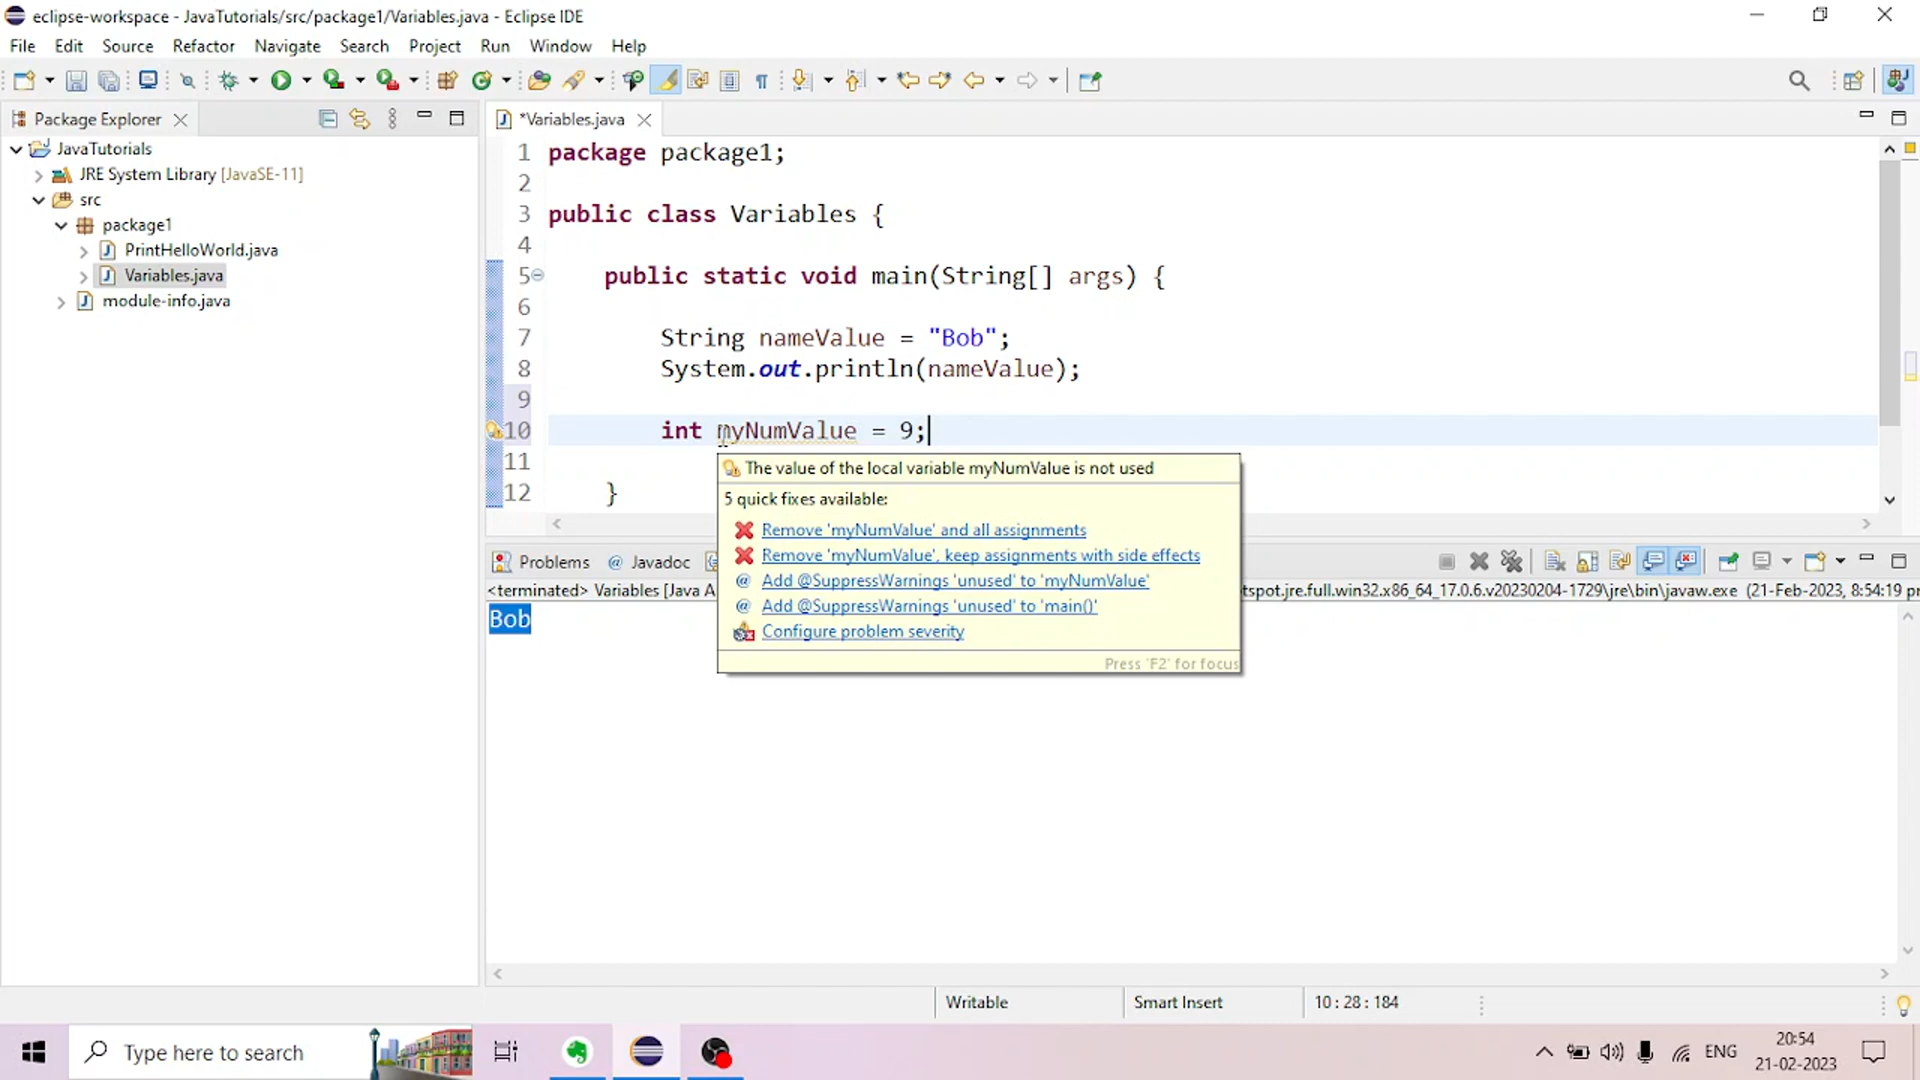 eclipse-workspace - JavaTutorials/src/package1/Variables.java - Eclipse IDE
File Edit Source Refactor Navigate Search Project Run Window Help
Package Explorer
JavaTutorials
JRE System Library [JavaSE-11]
src
package1
PrintHelloWorld.java
Variables.java
module-info.java
*Variables.java
1 package package1;
2
3 public class Variables {
4
5 public static void main(String[] args) {
6
7 String nameValue = "Bob";
8 System.out.println(nameValue);
9
10 int myNumValue = 9;
11
12 }
The value of the local variable myNumValue is not used
5 quick fixes available:
Remove 'myNumValue' and all assignments
Remove 'myNumValue', keep assignments with side effects
@ Add @SuppressWarnings 'unused' to 'myNumValue'
@ Add @SuppressWarnings 'unused' to 'main()'
Configure problem severity
Press 'F2' for focus
Problems @ Javadoc
<terminated> Variables [Java A
tspot.jre.full.win32.x86_64_17.0.6.v20230204-1729\jre\bin\javaw.exe (21-Feb-2023, 8:54:19 pr
Bob
Writable Smart Insert 10 : 28 : 184
Type here to search
ENG
20:54
21-02-2023